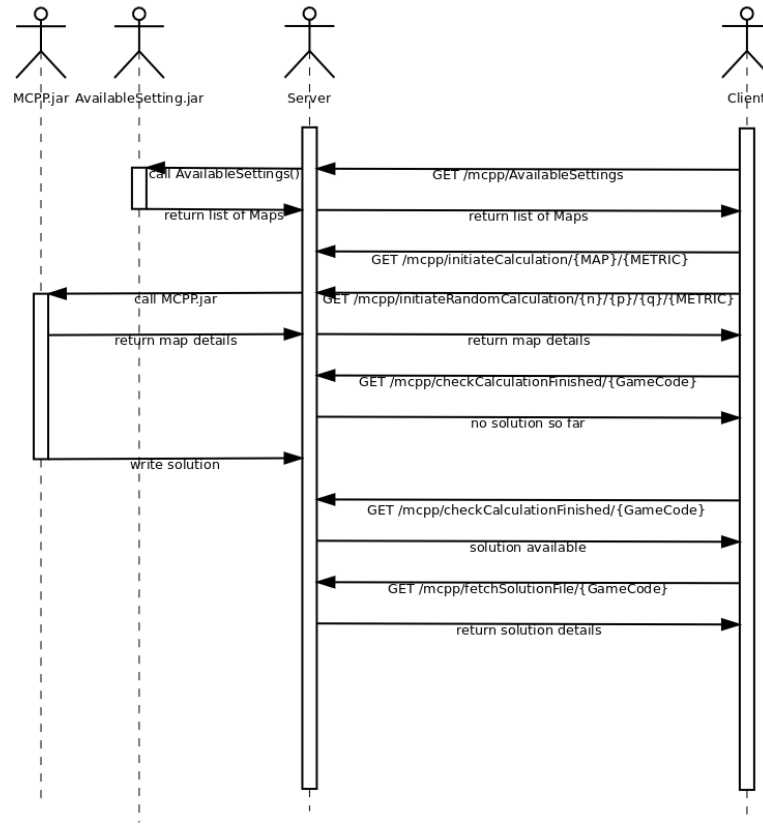 MCPP.jar
AvailableSetting.jar
Server
Client
call AvailableSettings()
GET /mcpp/AvailableSettings
return list of Maps
return list of Maps
GET /mcpp/initiateCalculation/{MAP}/{METRIC}
call MCPP.jar
GET /mcpp/initiateRandomCalculation/{n}/{p}/{q}/{METRIC}
return map details
return map details
GET /mcpp/checkCalculationFinished/{GameCode}
no solution so far
write solution
GET /mcpp/checkCalculationFinished/{GameCode}
solution available
GET /mcpp/fetchSolutionFile/{GameCode}
return solution details